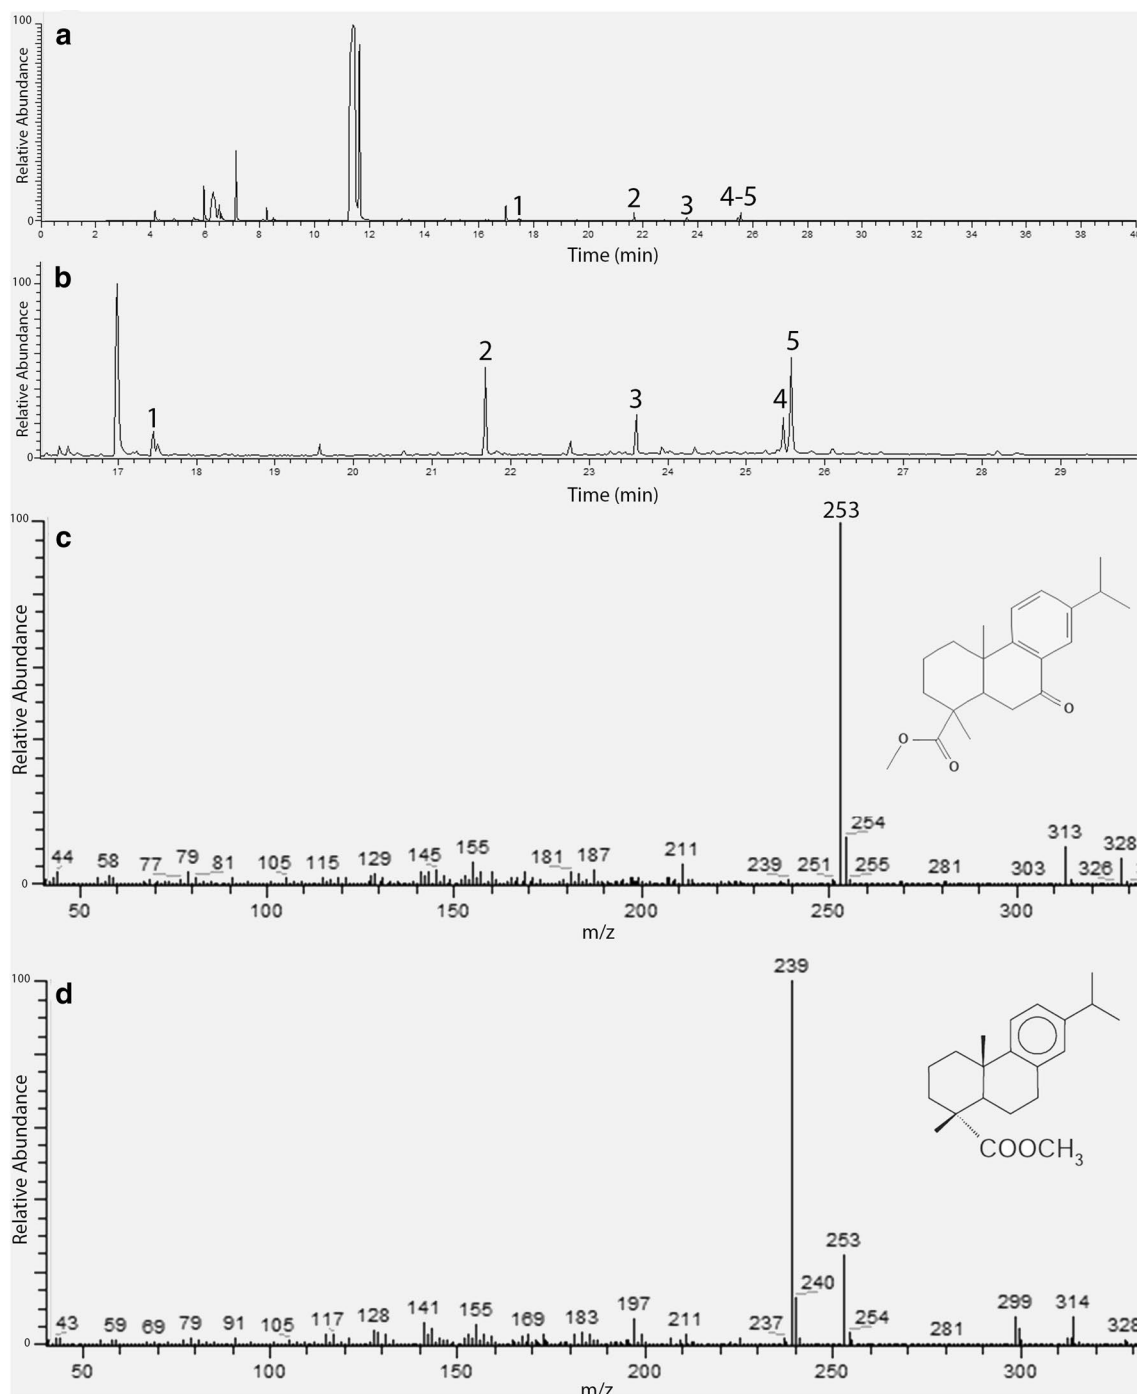 100
a
Relative Abundance
1 2 3 4-5
0
0 2 4 6 8 10 12 14 16 18 20 22 24 26 28 30 32 34 36 38
Time (min)
b
100
Relative Abundance
1 2 3 4 5
0
17 18 19 20 21 22 23 24 25 26 27 28 29
Time (min)
253
100
c
Relative Abundance
O
O
O
44 58 77 79 81 105 115 129 145 155 181 187 211 239 251 254 255 281 303 313 326 328
0
50 100 150 200 250 300
m/z
239
100
d
Relative Abundance
COOCH3
43 59 69 79 91 105 117 128 141 155 169 183 197 211 237 240 253 254 281 299 314 328
0
50 100 150 200 250 300
m/z